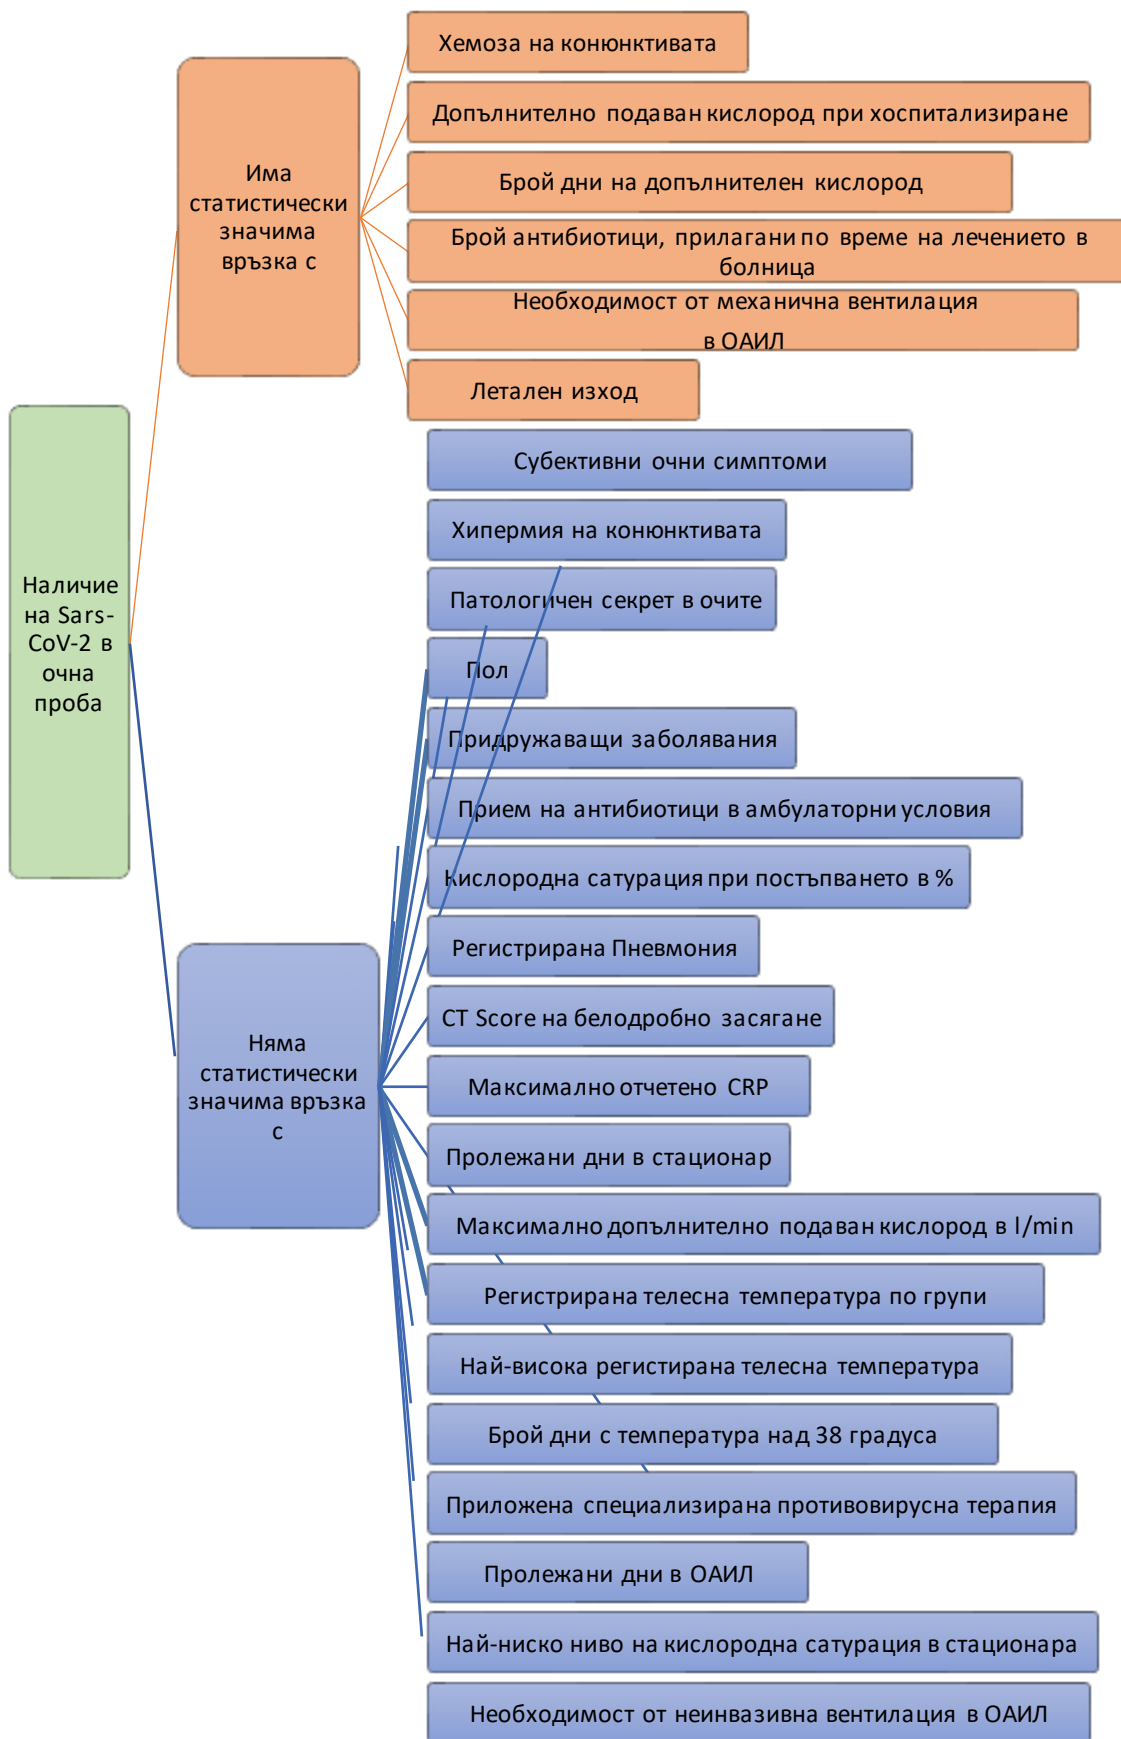 Наличие
на Sars-
CoV-2 в
очна
проба
Има
статистически
значима
връзка с
Хемоза на конюнктивата
Допълнително подаван кислород при хоспитализиране
Брой дни на допълнителен кислород
Брой антибиотици, прилагани по време на лечението в
болница
Необходимост от механична вентилация
в ОАИЛ
Летален изход
Няма
статистически
значима връзка
с
Субективни очни симптоми
Хипермия на конюнктивата
Патологичен секрет в очите
Пол
Придружаващи заболявания
Прием на антибиотици в амбулаторни условия
Кислородна сатурация при постъпването в %
Регистрирана Пневмония
CT Score на белодробно засягане
Максимално отчетено CRP
Пролежани дни в стационар
Максимално допълнително подаван кислород в l/min
Регистрирана телесна температура по групи
Най-висока регистирана телесна температура
Брой дни с температура над 38 градуса
Приложена специализирана противовирусна терапия
Пролежани дни в ОАИЛ
Най-ниско ниво на кислородна сатурация в стационара
Необходимост от неинвазивна вентилация в ОАИЛ